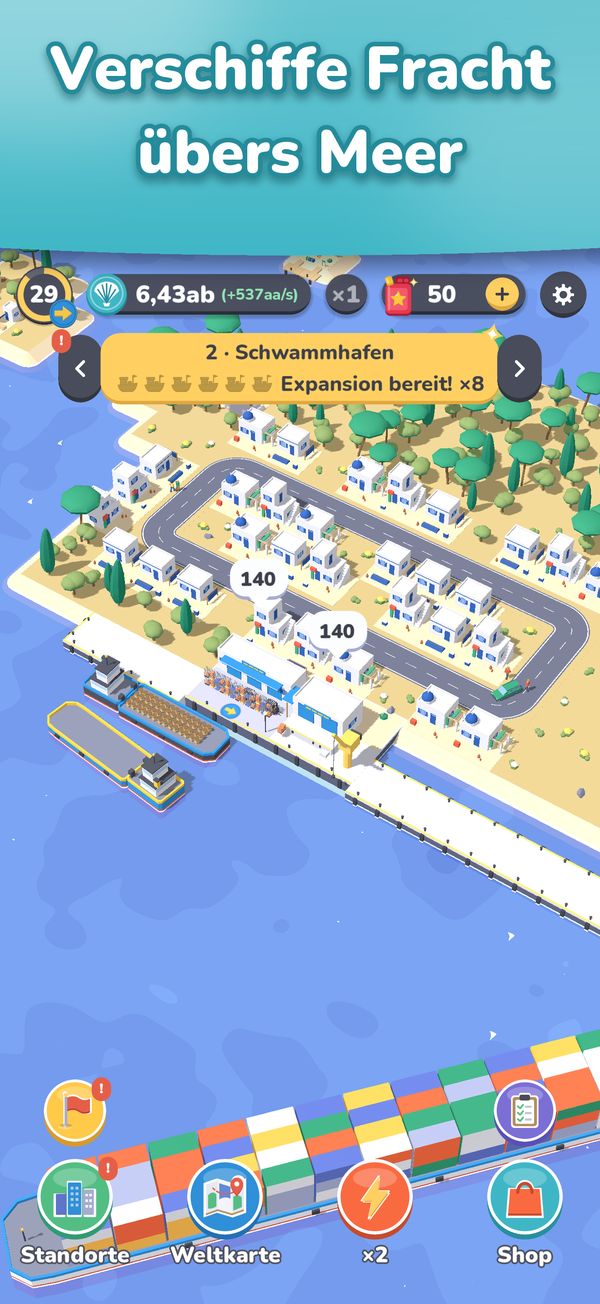 Verschiffe Fracht
übers Meer
29
6,43ab (+537aa/s)
×1
50
+
!
2 · Schwammhafen
Expansion bereit! ×8
140
140
!
!
Standorte
Weltkarte
×2
Shop